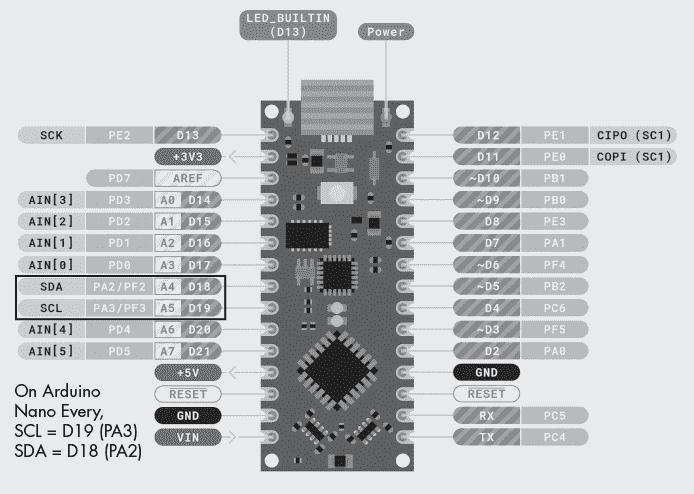 LED_BUILTIN
(D13)
Power
SCK PE2 D13
+3V3
PD7 AREF
AIN[3] PD3 A0 D14
AIN[2] PD2 A1 D15
AIN[1] PD1 A2 D16
AIN[0] PD0 A3 D17
SDA PA2/PF2 A4 D18
SCL PA3/PF3 A5 D19
AIN[4] PD4 A6 D20
AIN[5] PD5 A7 D21
+5V
RESET
GND
VIN
D12 PE1 CIPO (SC1)
D11 PE0 COPI (SC1)
~D10 PB1
~D9 PB0
D8 PE3
D7 PA1
~D6 PF4
~D5 PB2
D4 PC6
~D3 PF5
D2 PA0
GND
RESET
RX PC5
TX PC4
On Arduino
Nano Every,
SCL = D19 (PA3)
SDA = D18 (PA2)